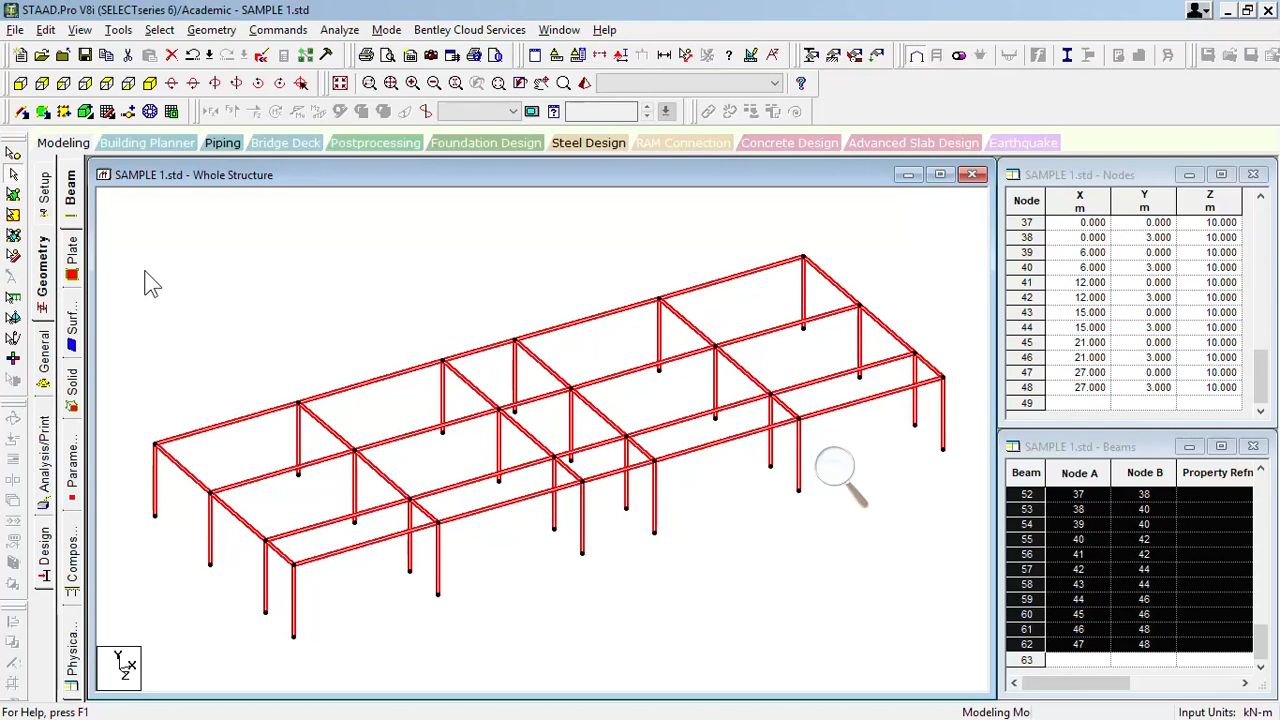 STAAD.Pro V8i (SELECTseries 6)/Academic - SAMPLE 1.std
File Edit View Tools Select Geometry Commands Analyze Mode Bentley Cloud Services Window Help
Modeling Building Planner Piping Bridge Deck Postprocessing Foundation Design Steel Design RAM Connection Concrete Design Advanced Slab Design Earthquake
Setup
Geometry
General
Analysis/Print
Design
Beam
Plate
Surf...
Solid
Parame...
Compos...
Physica...
SAMPLE 1.std - Whole Structure
Y
X
Z
SAMPLE 1.std - Nodes
Node X m Y m Z m
37 0.000 0.000 10.000
38 0.000 3.000 10.000
39 6.000 0.000 10.000
40 6.000 3.000 10.000
41 12.000 0.000 10.000
42 12.000 3.000 10.000
43 15.000 0.000 10.000
44 15.000 3.000 10.000
45 21.000 0.000 10.000
46 21.000 3.000 10.000
47 27.000 0.000 10.000
48 27.000 3.000 10.000
49
SAMPLE 1.std - Beams
Beam Node A Node B Property Refn
52 37 38
53 38 40
54 39 40
55 40 42
56 41 42
57 42 44
58 43 44
59 44 46
60 45 46
61 46 48
62 47 48
63
For Help, press F1
Modeling Mo
Input Units: kN-m